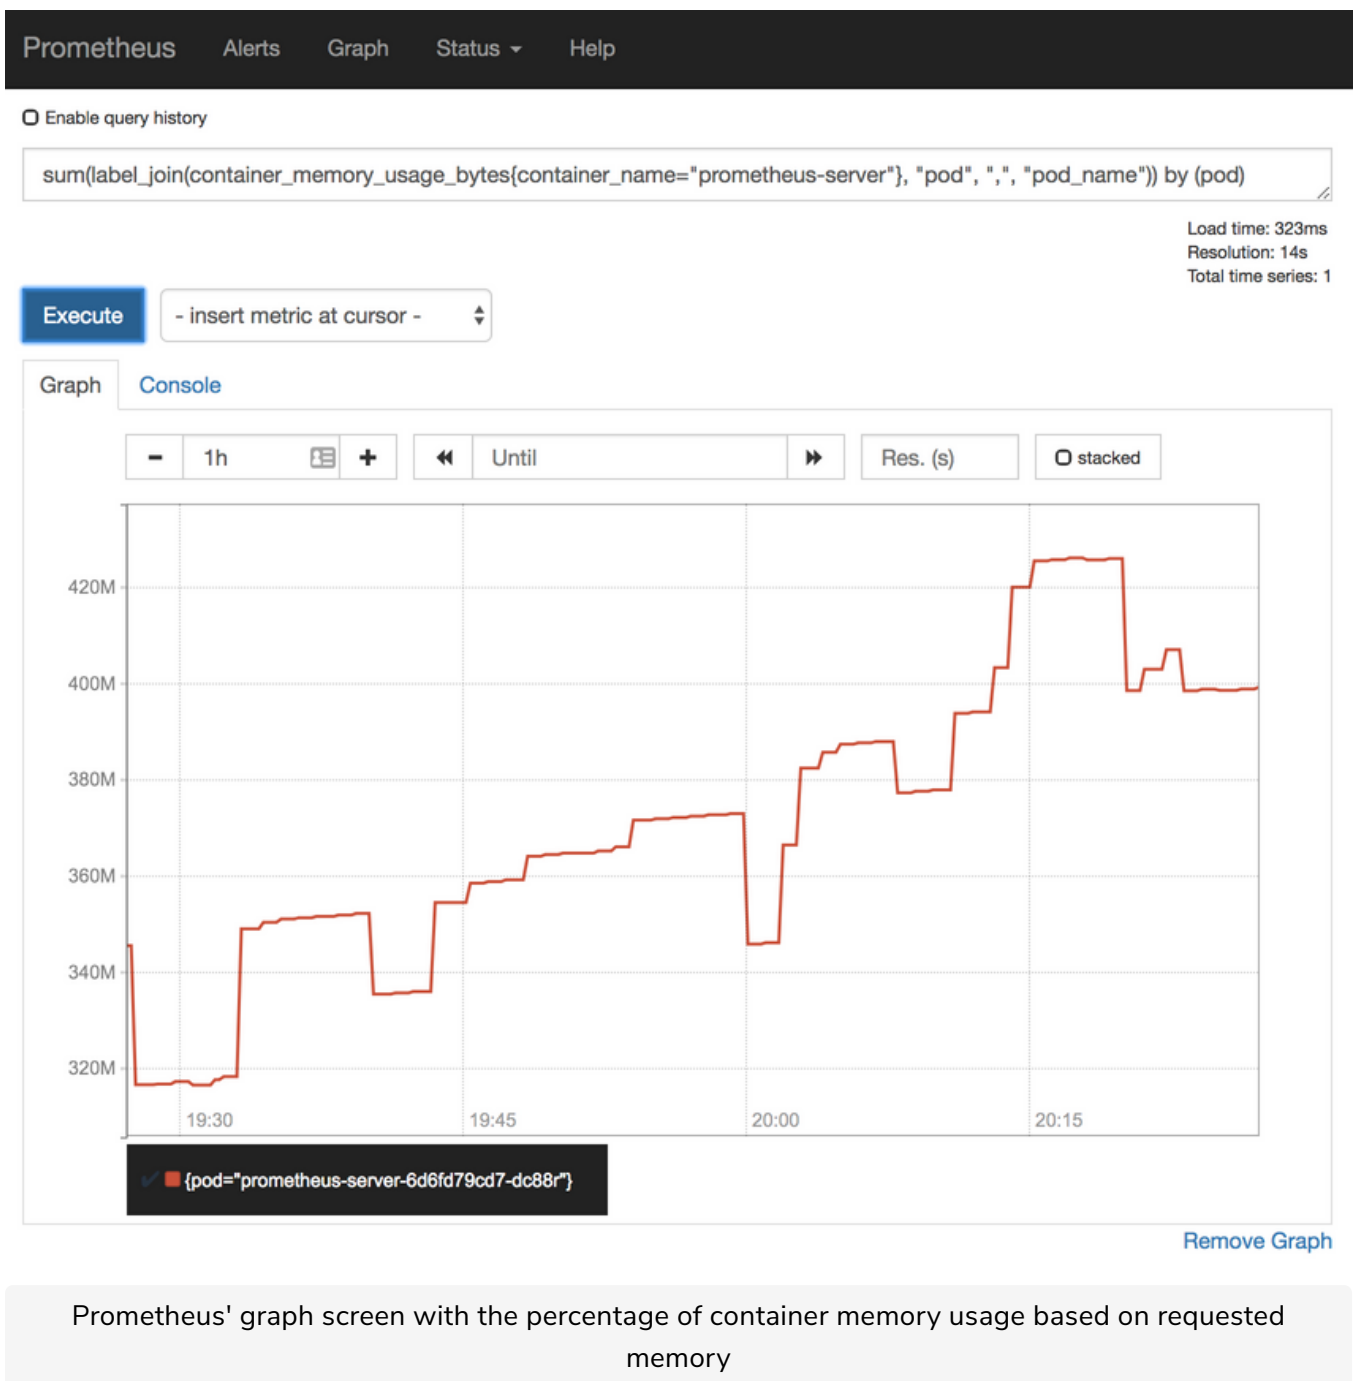 Prometheus Alerts Graph Status Help
Enable query history
sum(label_join(container_memory_usage_bytes{container_name="prometheus-server"}, "pod", ",", "pod_name")) by (pod)
Load time: 323ms
Resolution: 14s
Total time series: 1
Execute - insert metric at cursor -
Graph Console
1h Until Res. (s) stacked
420M
400M
380M
360M
340M
320M
19:30 19:45 20:00 20:15
{pod="prometheus-server-6d6fd79cd7-dc88r"}
Remove Graph
Prometheus' graph screen with the percentage of container memory usage based on requested
memory